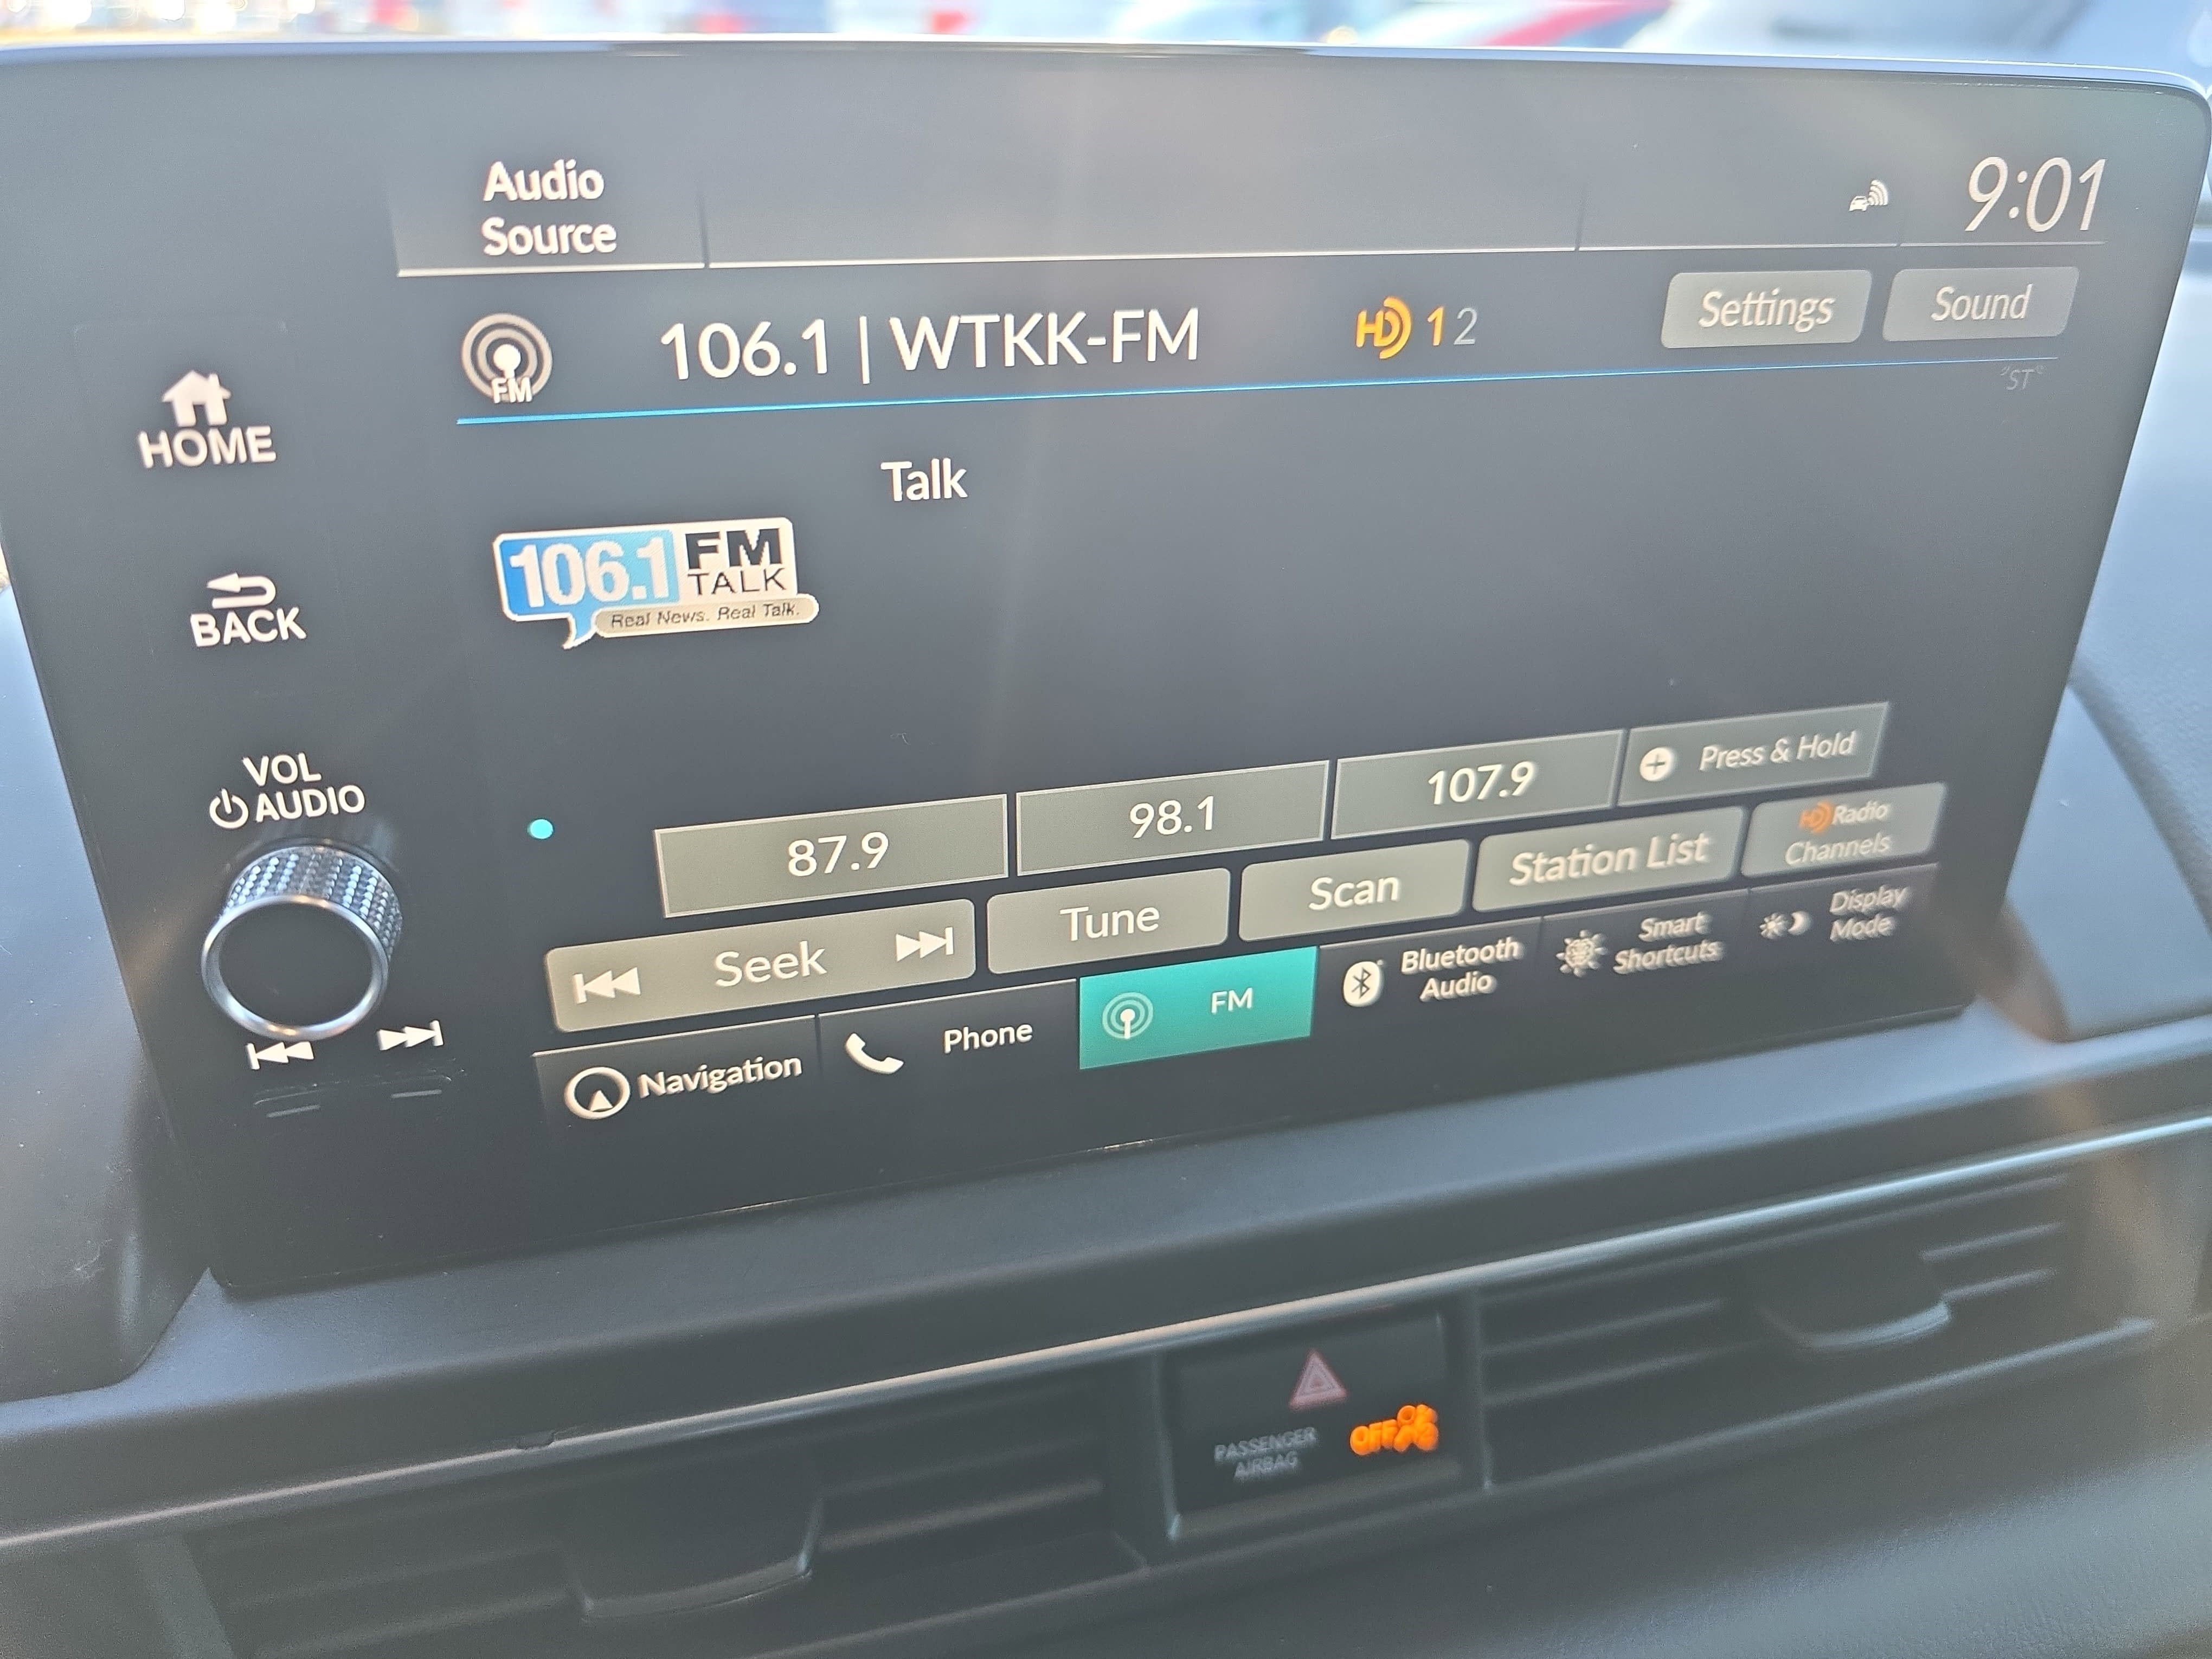 Audio
Source
9:01
FM
106.1 | WTKK-FM
HD 1 2
Settings
Sound
"ST"
HOME
Talk
106.1 FM
TALK
Real News. Real Talk.
BACK
VOL
AUDIO
87.9
98.1
107.9
Press & Hold
Seek
Tune
Scan
Station List
HD Radio
Channels
Navigation
Phone
FM
Bluetooth
Audio
Smart
Shortcuts
Display
Mode
PASSENGER
AIRBAG
OFF